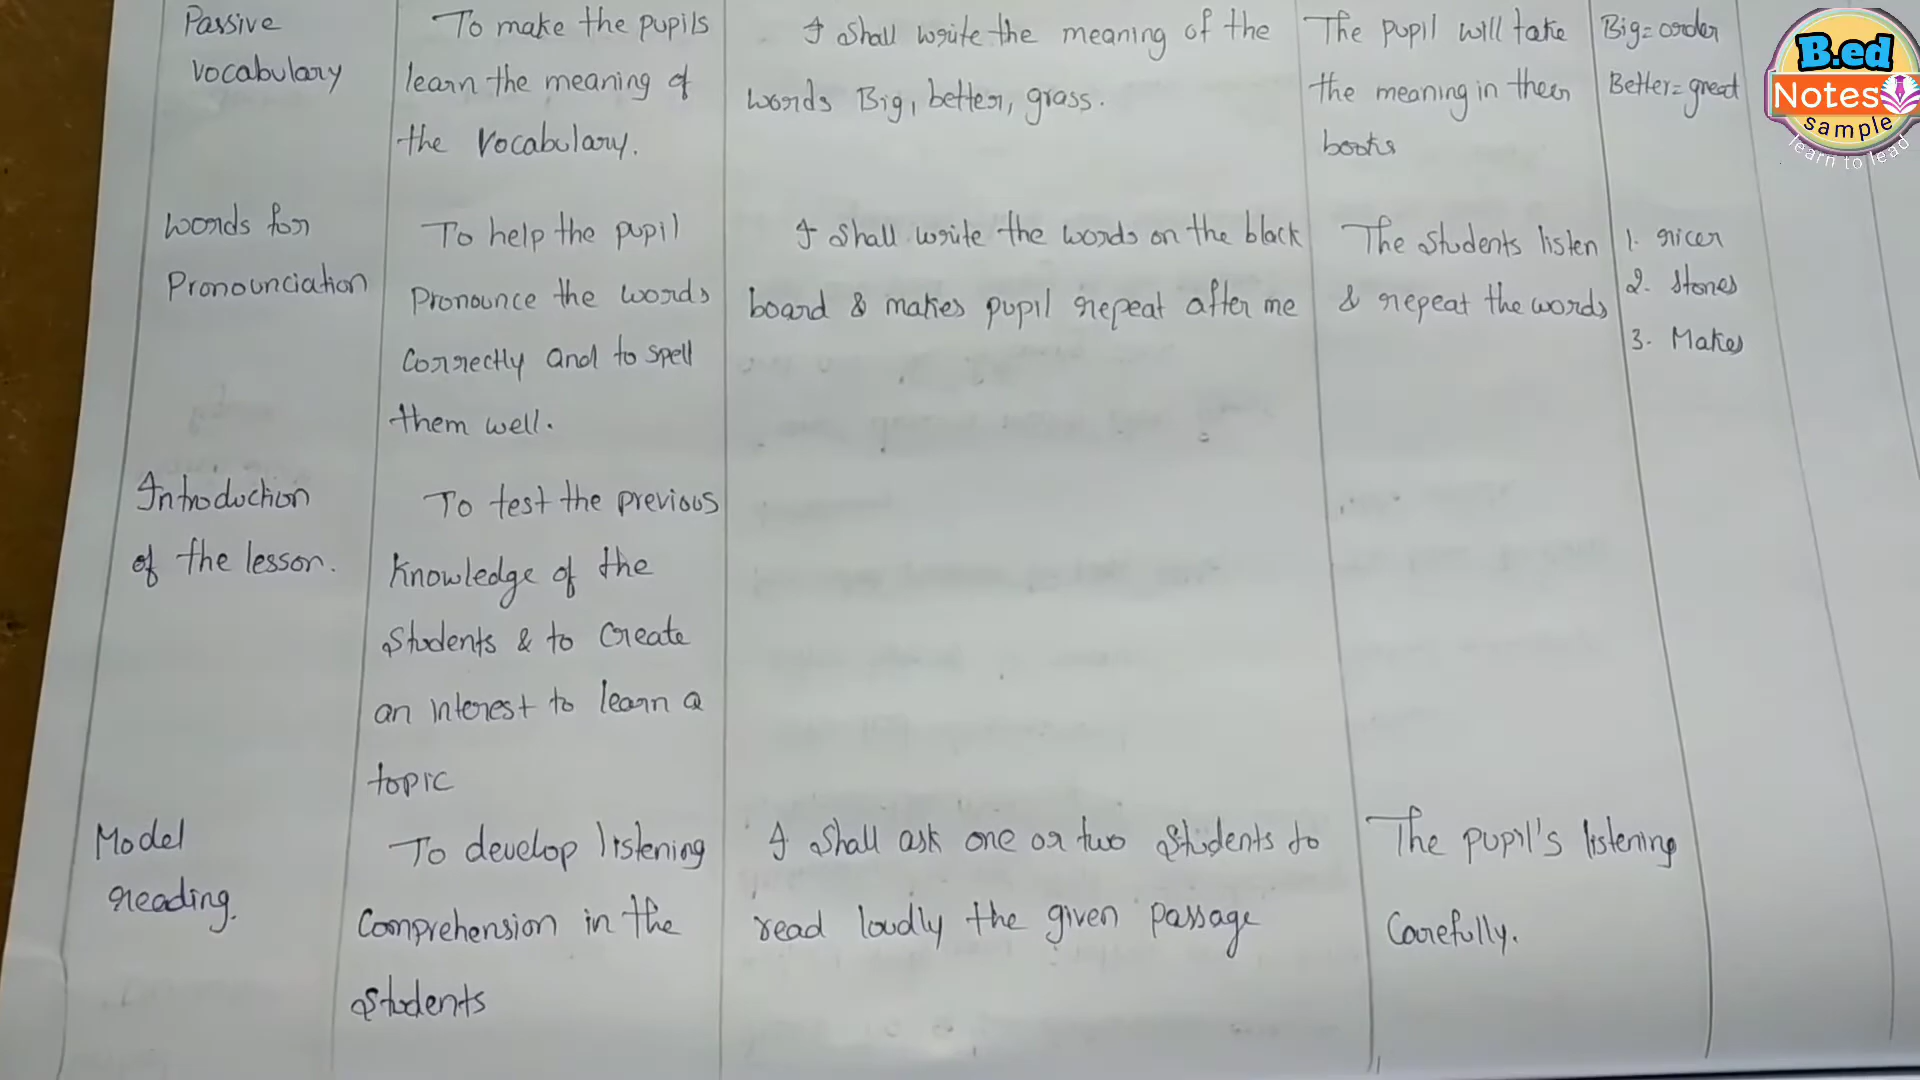 Passive
vocabulary
To make the pupils
learn the meaning of
the vocabulary.
I shall write the meaning of the
words Big, better, grass.
The pupil will take
the meaning in their
books
Big=order
Better=great
words for
Pronounciation
To help the pupil
Pronounce the words
Correctly and to spell
them well.
I shall write the words on the black
board & makes pupil repeat after me
The students listen
& repeat the words
1. ricer
2. Stones
3. Makes
Introduction
of the lesson.
To test the previous
Knowledge of the
Students & to Create
an interest to learn a
topic
Model
reading.
To develop listening
Comprehension in the
Students
I shall ask one or two students to
read loudly the given passage
The pupil's listening
Carefully.
B.ed
Notes
sample
learn to lead